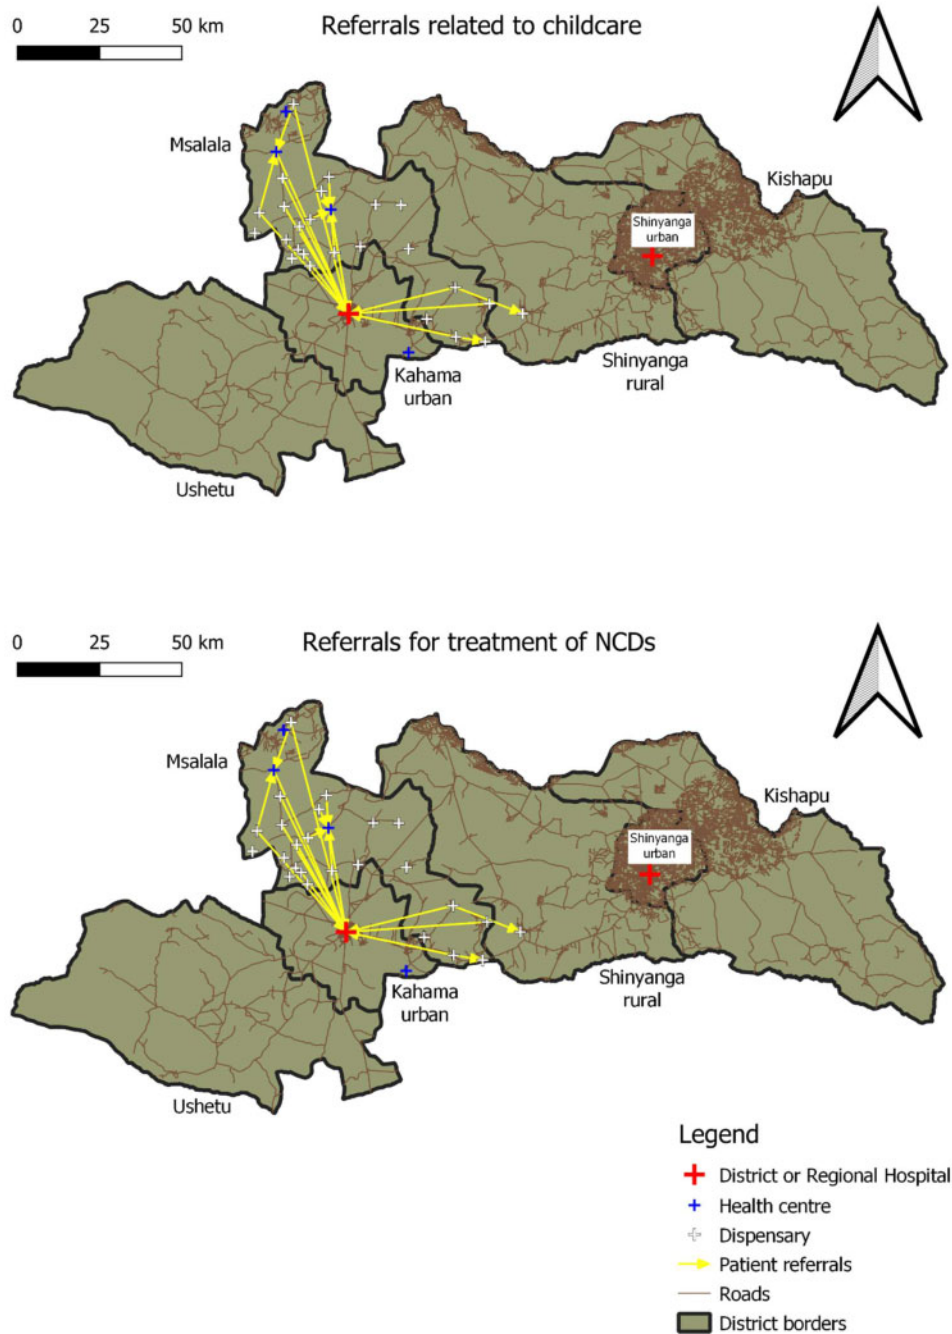 0 25 50 km
Referrals related to childcare
Msalala
Kishapu
Shinyanga
urban
Kahama
urban
Shinyanga
rural
Ushetu
0 25 50 km
Referrals for treatment of NCDs
Msalala
Kishapu
Shinyanga
urban
Kahama
urban
Shinyanga
rural
Ushetu
Legend
District or Regional Hospital
Health centre
Dispensary
Patient referrals
Roads
District borders